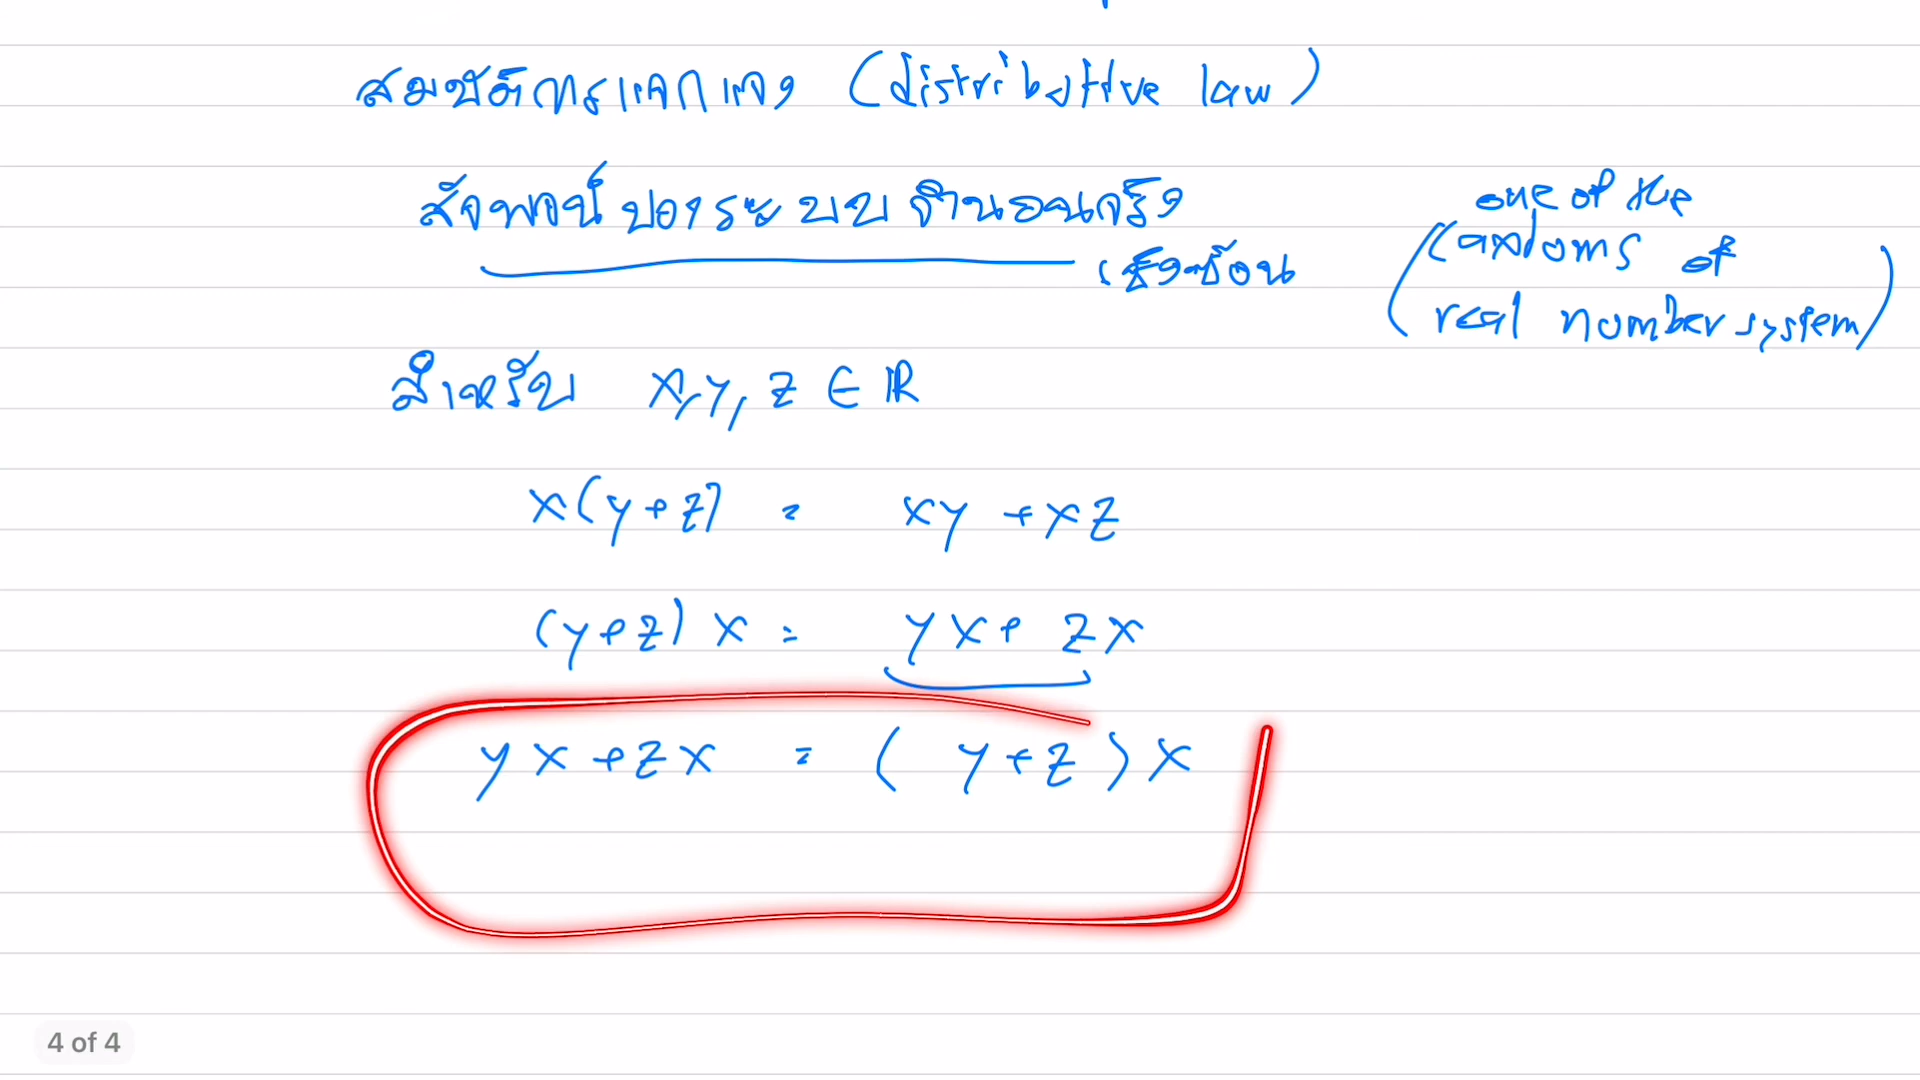 สมบัติการแจกแจง (distributive law)
สัจพจน์ของระบบจำนวนจริง
เชิงซ้อน
one of the
(axioms of
real number system)
สำหรับ x, y, z ∈ ℝ
x(y+z) = xy + xz
(y+z) x = yx + zx
yx + zx = (y+z) x
4 of 4